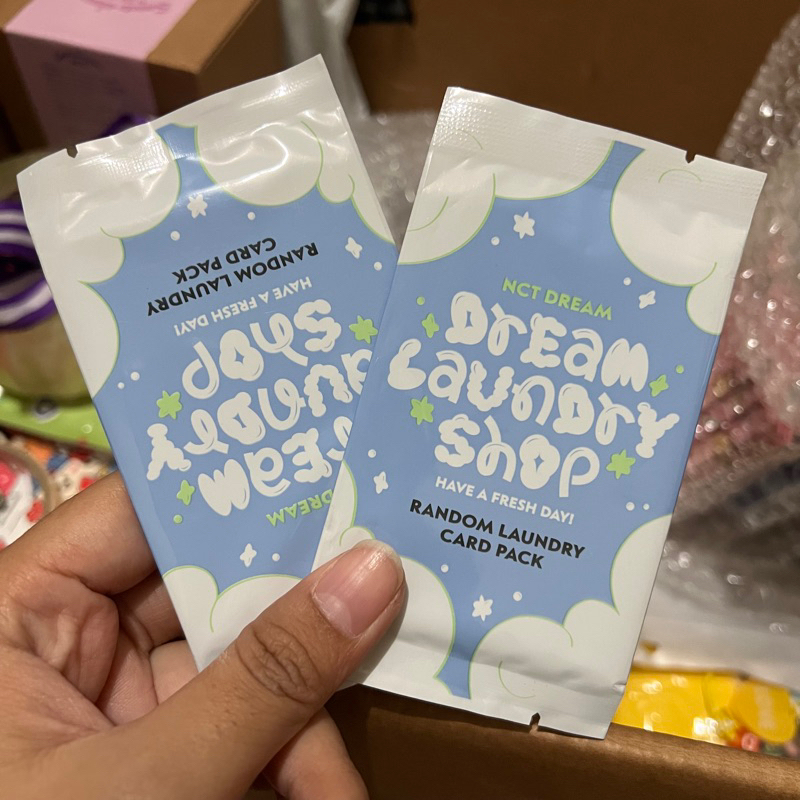 NCT DREAM
DREAM
LAUNDRY
SHOP
HAVE A FRESH DAY!
RANDOM LAUNDRY
CARD PACK
DREAM
SHOP
HAVE A FRESH DAY!
RANDOM LAUNDRY
CARD PACK